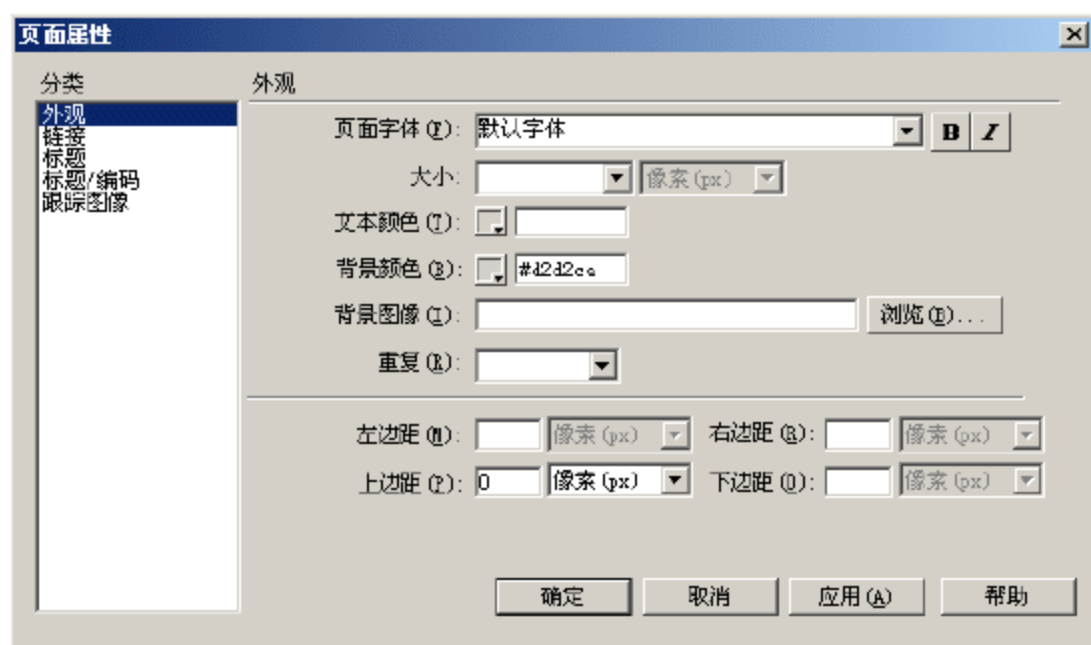 页面属性
分类
外观
链接
标题
标题/编码
跟踪图像
外观
页面字体(F): 默认字体 B I
大小: 像素(px)
文本颜色(T):
背景颜色(B): #d2d2ca
背景图像(I): 浏览(B)...
重复(R):
左边距(M): 像素(px) 右边距(R): 像素(px)
上边距(P): 0 像素(px) 下边距(O): 像素(px)
确定 取消 应用(A) 帮助